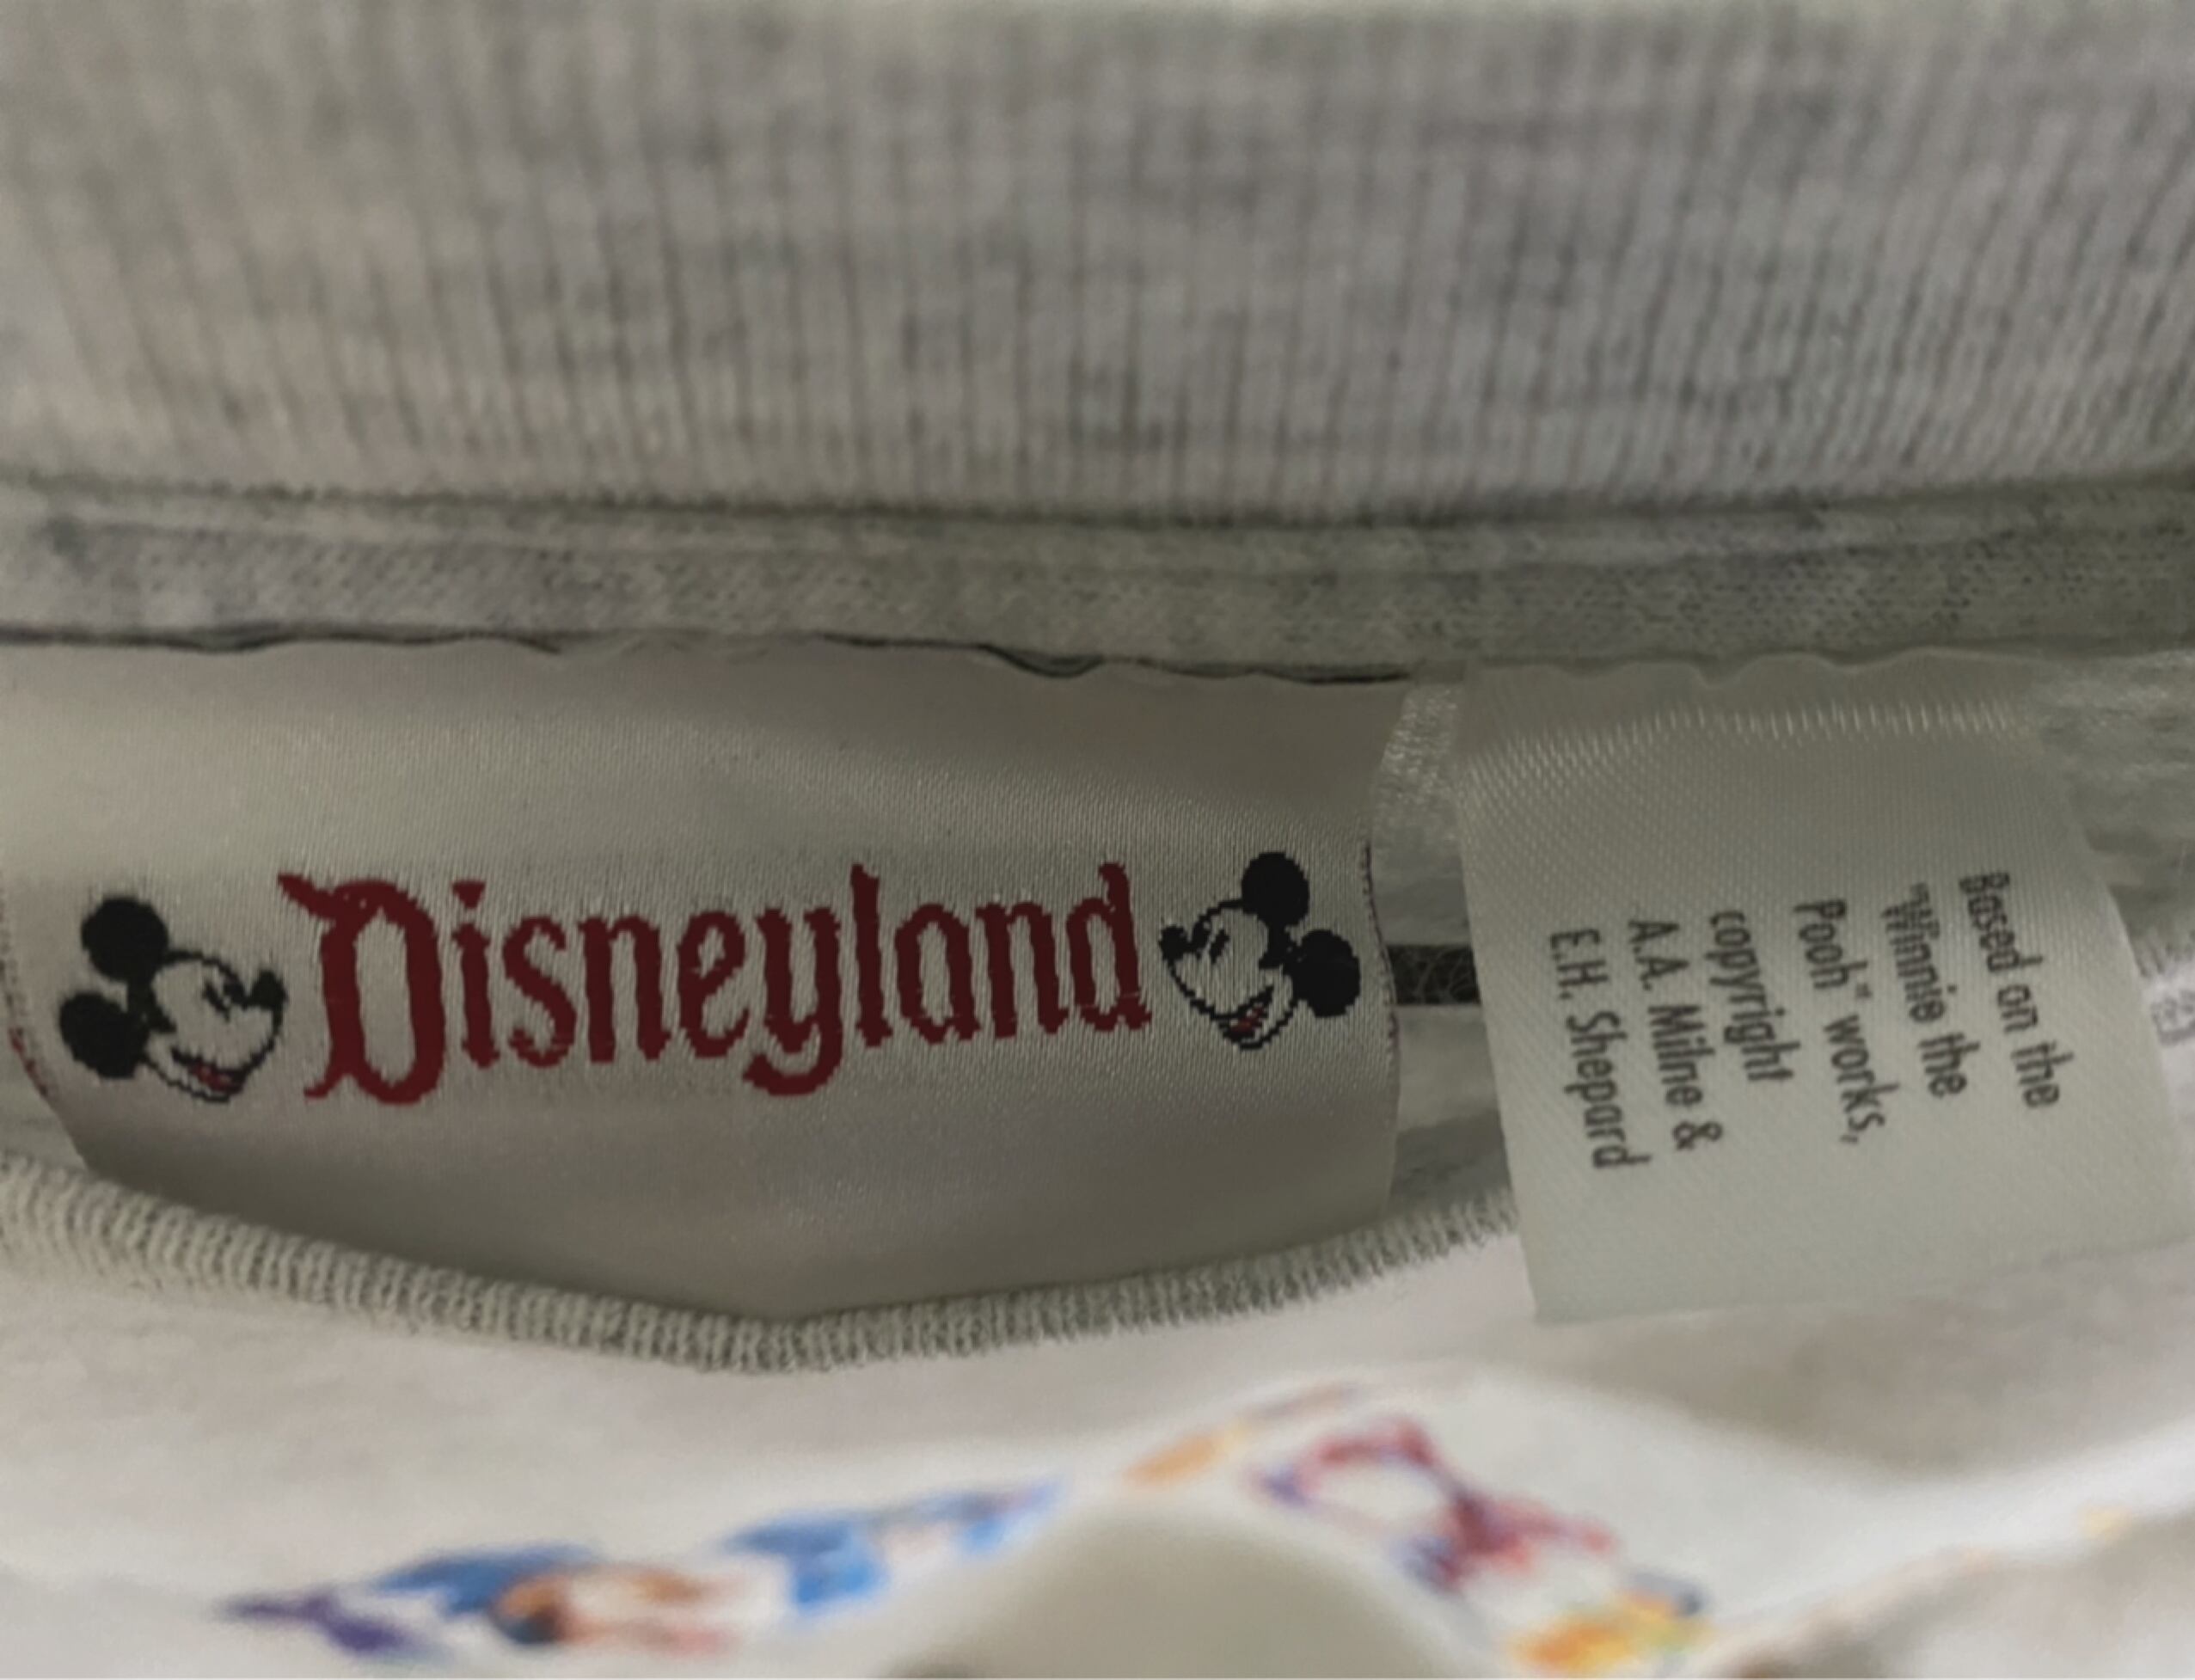 Disneyland
Based on the
"Winnie the
Pooh" works,
copyright
A.A. Milne &
E.H. Shepard